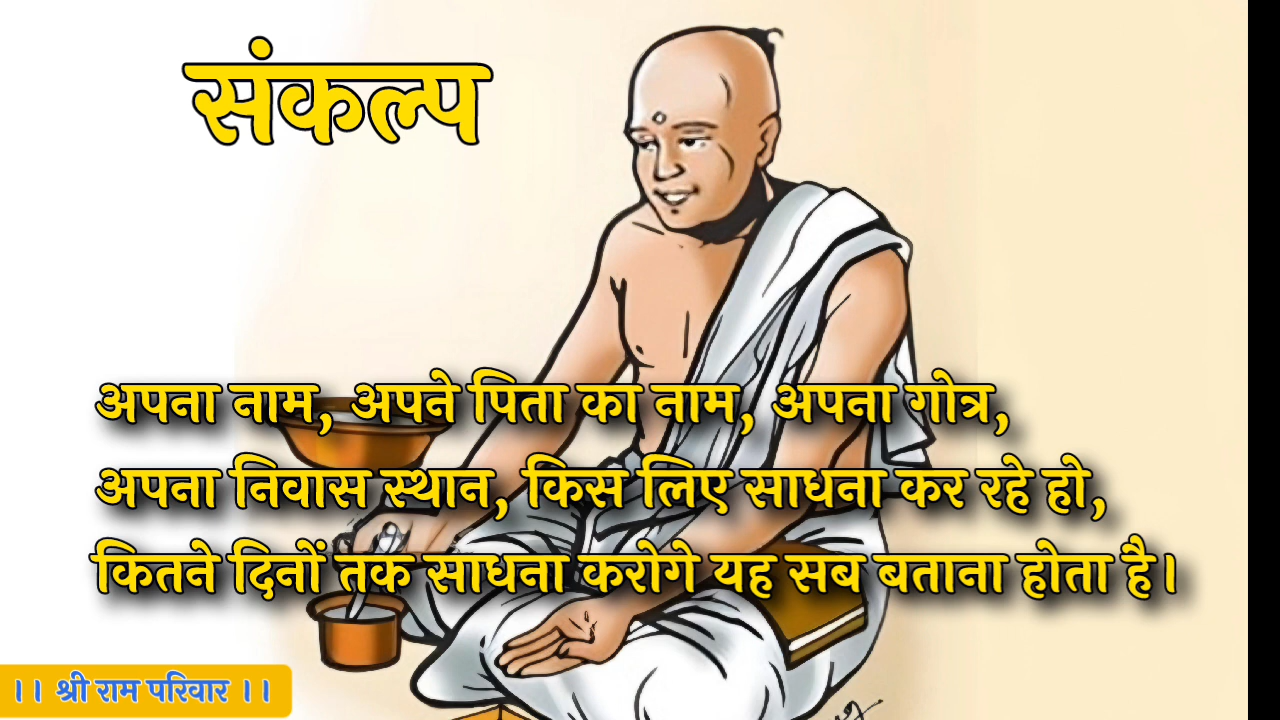 संकल्प
अपना नाम, अपने पिता का नाम, अपना गोत्र,
अपना निवास स्थान, किस लिए साधना कर रहे हो,
कितने दिनों तक साधना करोगे यह सब बताना होता है।
।। श्री राम परिवार ।।